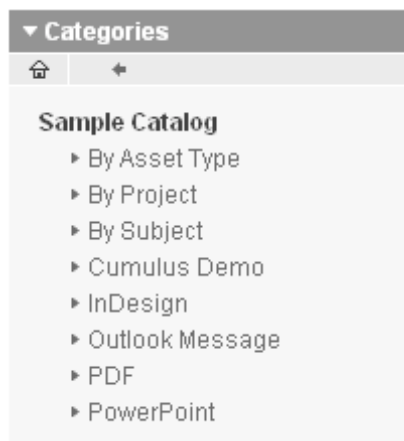 Categories
Sample Catalog
By Asset Type
By Project
By Subject
Cumulus Demo
InDesign
Outlook Message
PDF
PowerPoint